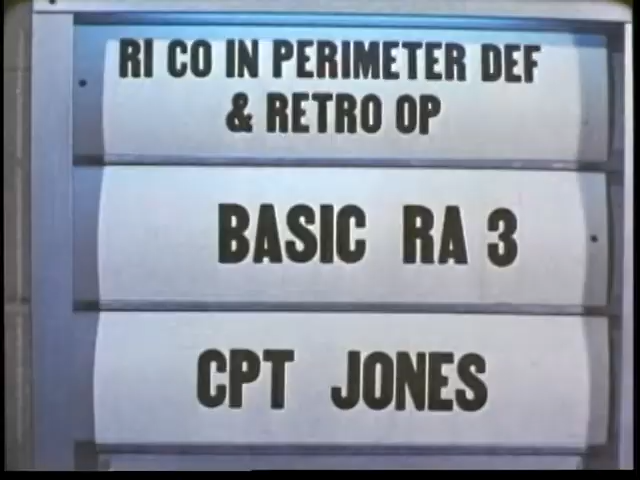 RI CO IN PERIMETER DEF
& RETRO OP
BASIC RA 3
CPT JONES